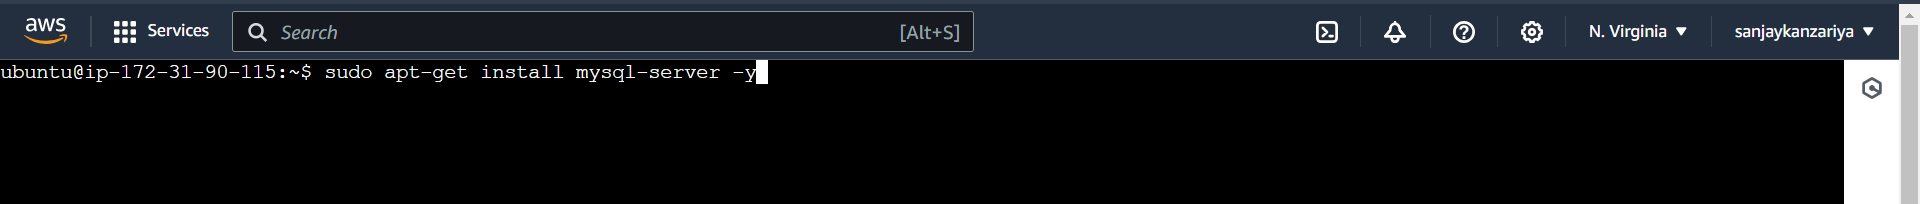 aws Services Search [Alt+S] N. Virginia sanjaykanzariya
ubuntu@ip-172-31-90-115:~$ sudo apt-get install mysql-server -y